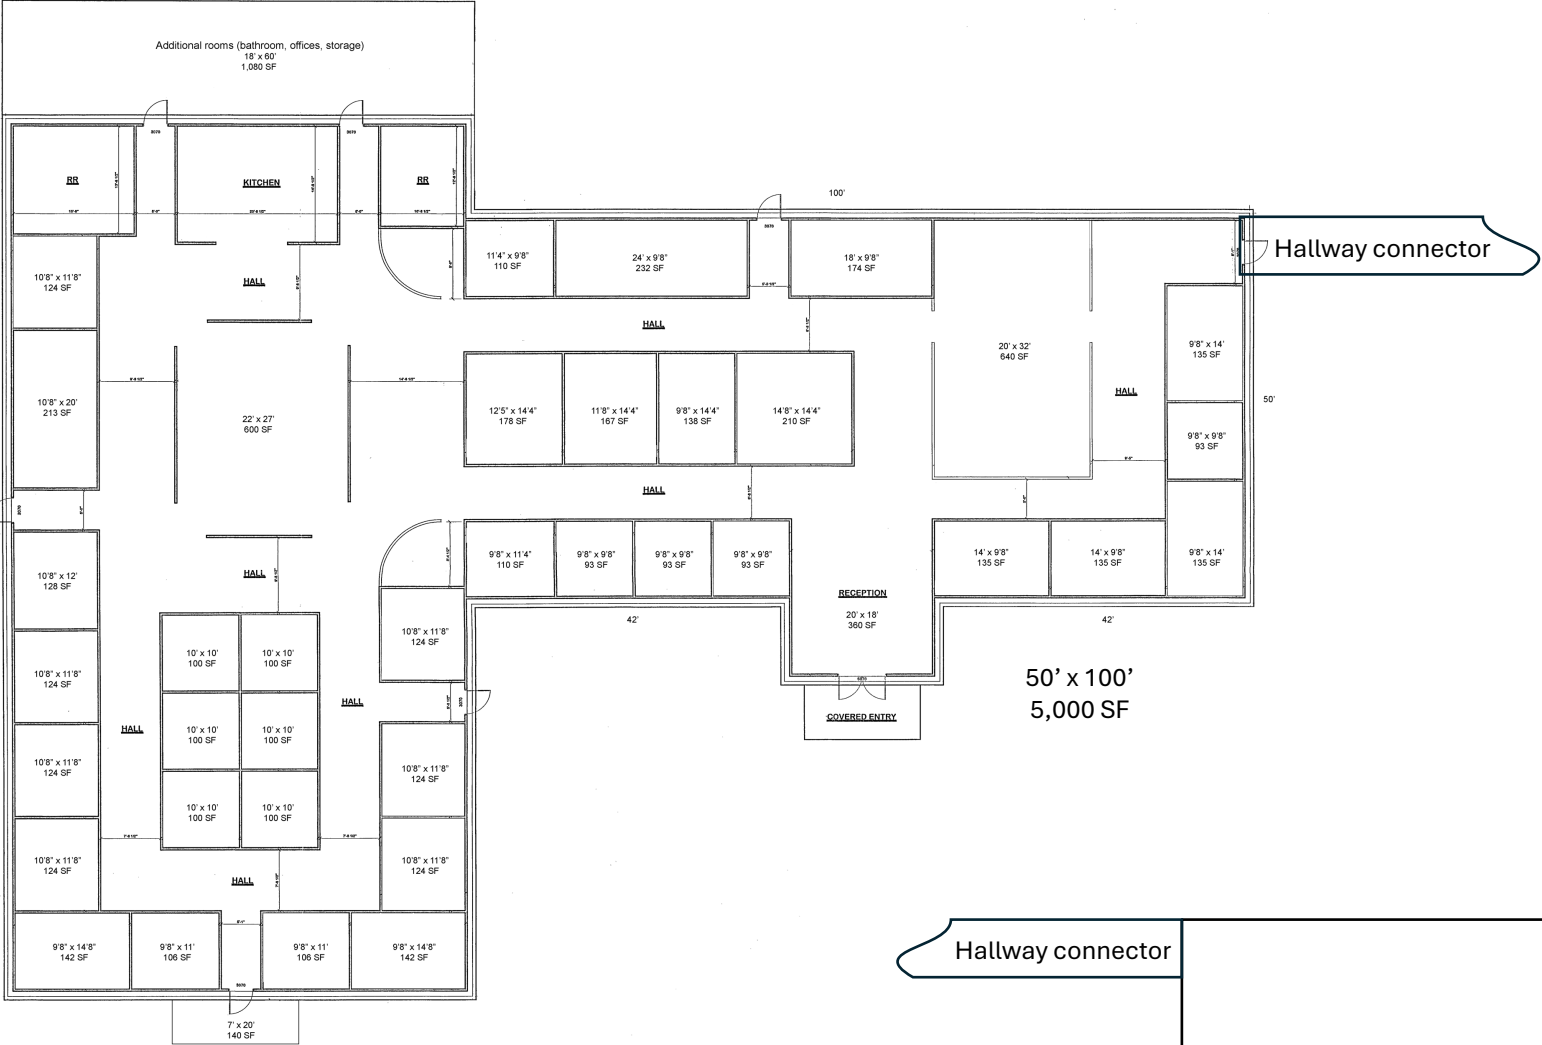 Additional rooms (bathroom, offices, storage)
18' x 60'
1,080 SF
RR
KITCHEN
RR
100'
Hallway connector
10'8" x 11'8"
124 SF
HALL
11'4" x 9'8"
110 SF
24' x 9'8"
232 SF
18' x 9'8"
174 SF
HALL
20' x 32'
640 SF
9'8" x 14'
135 SF
HALL
50'
10'8" x 20'
213 SF
22' x 27'
600 SF
12'5" x 14'4"
178 SF
11'8" x 14'4"
167 SF
9'8" x 14'4"
138 SF
14'8" x 14'4"
210 SF
9'8" x 9'8"
93 SF
HALL
10'8" x 12'
128 SF
HALL
9'8" x 11'4"
110 SF
9'8" x 9'8"
93 SF
9'8" x 9'8"
93 SF
9'8" x 9'8"
93 SF
14' x 9'8"
135 SF
14' x 9'8"
135 SF
9'8" x 14'
135 SF
RECEPTION
20' x 18'
360 SF
42'
42'
10'8" x 11'8"
124 SF
10' x 10'
100 SF
10' x 10'
100 SF
10'8" x 11'8"
124 SF
HALL
50' x 100'
5,000 SF
COVERED ENTRY
HALL
10' x 10'
100 SF
10' x 10'
100 SF
10'8" x 11'8"
124 SF
10'8" x 11'8"
124 SF
10' x 10'
100 SF
10' x 10'
100 SF
10'8" x 11'8"
124 SF
10'8" x 11'8"
124 SF
HALL
9'8" x 14'8"
142 SF
9'8" x 11'
106 SF
9'8" x 11'
106 SF
9'8" x 14'8"
142 SF
Hallway connector
7' x 20'
140 SF